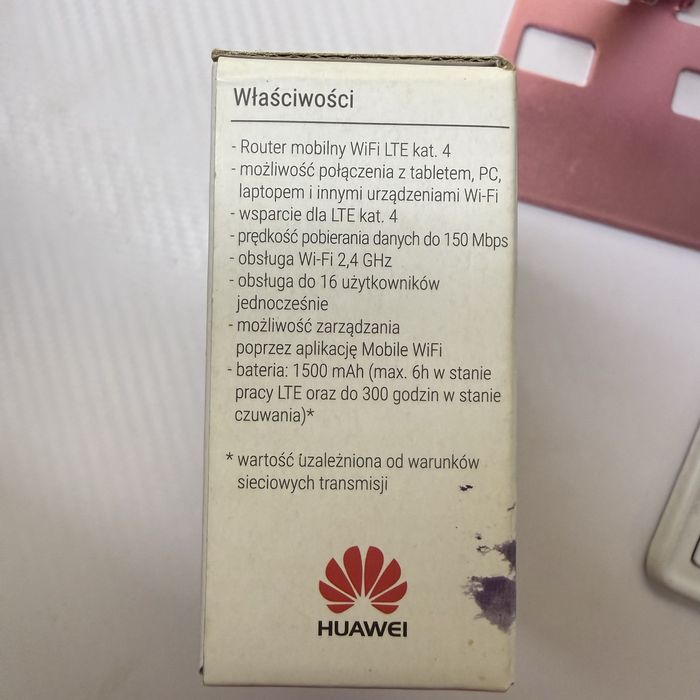 Właściwości
- Router mobilny WiFi LTE kat. 4
- możliwość połączenia z tabletem, PC,
laptopem i innymi urządzeniami Wi-Fi
- wsparcie dla LTE kat. 4
- prędkość pobierania danych do 150 Mbps
- obsługa Wi-Fi 2,4 GHz
- obsługa do 16 użytkowników
jednocześnie
- możliwość zarządzania
poprzez aplikację Mobile WiFi
- bateria: 1500 mAh (max. 6h w stanie
pracy LTE oraz do 300 godzin w stanie
czuwania)*
* wartość uzależniona od warunków
sieciowych transmisji
HUAWEI